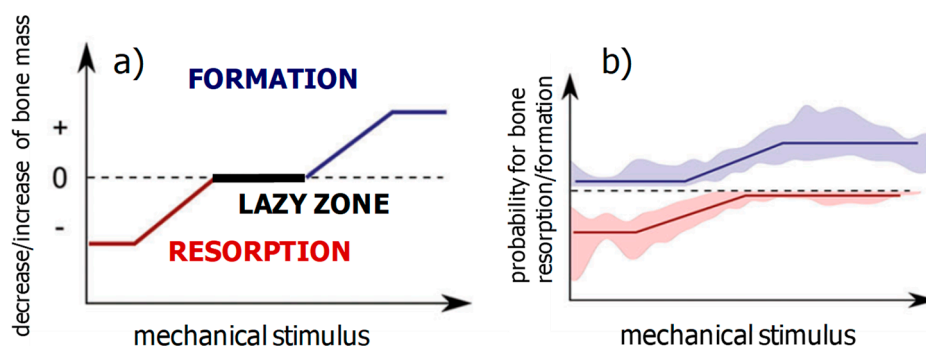 decrease/increase of bone mass
a)
FORMATION
+
0
-
LAZY ZONE
RESORPTION
mechanical stimulus
b)
probability for bone
resorption/formation
mechanical stimulus